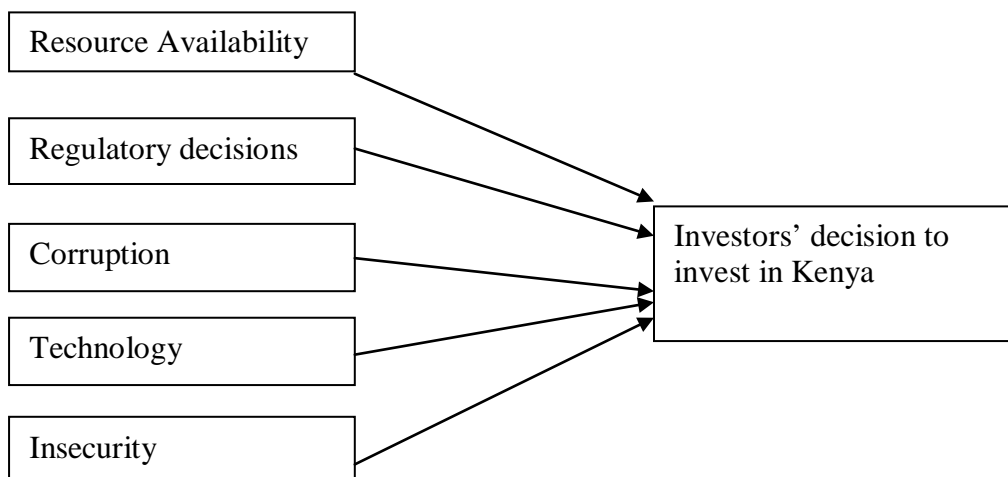 Resource Availability
Regulatory decisions
Corruption
Technology
Insecurity
Investors’ decision to
invest in Kenya